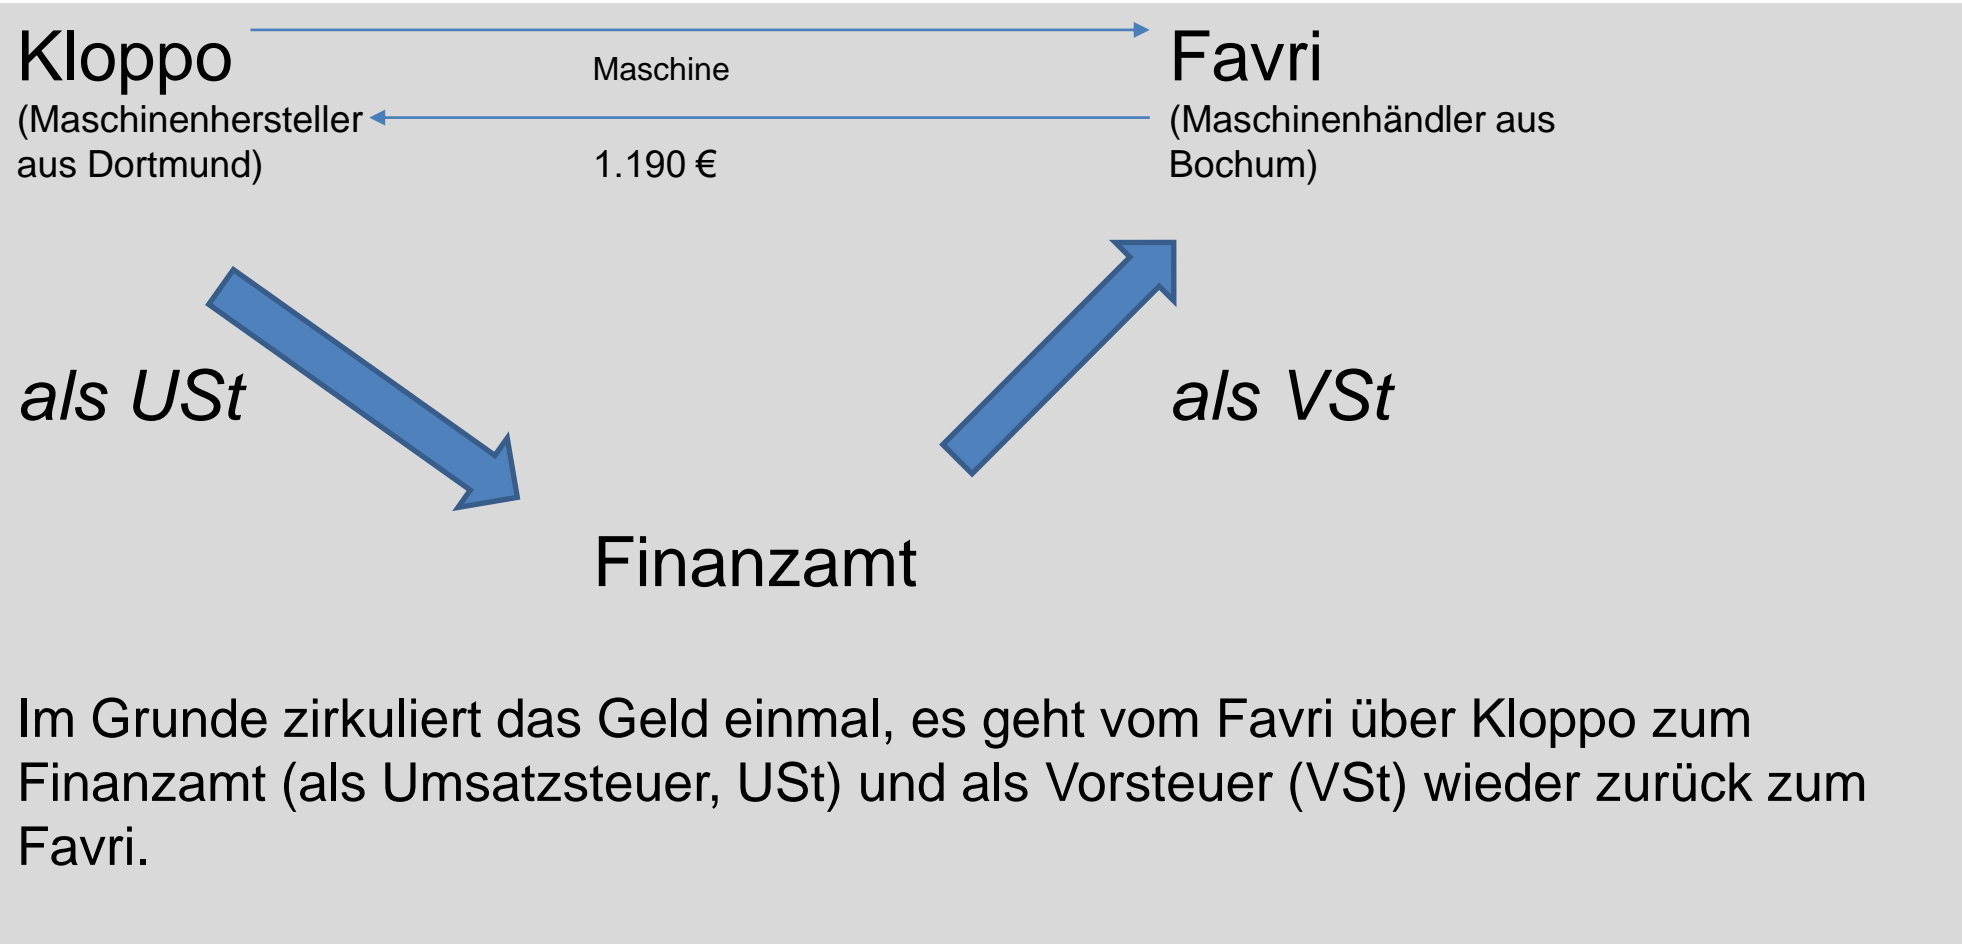 Kloppo
Maschine
Favri
(Maschinenhersteller
aus Dortmund)
1.190 €
(Maschinenhändler aus
Bochum)
als USt
als VSt
Finanzamt
Im Grunde zirkuliert das Geld einmal, es geht vom Favri über Kloppo zum
Finanzamt (als Umsatzsteuer, USt) und als Vorsteuer (VSt) wieder zurück zum
Favri.